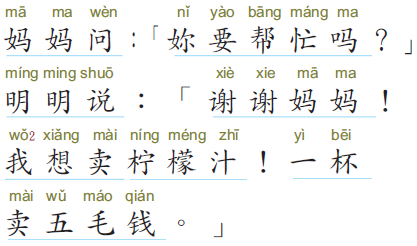 mā ma wèn nǐ yào bāng máng ma
妈妈问：「妳要帮忙吗？」
míng ming shuō xiè xie mā ma
明明说：「谢谢妈妈！
wǒ2 xiǎng mài níng méng zhī yì bēi
我想卖柠檬汁！一杯
mài wǔ máo qián
卖五毛钱。」